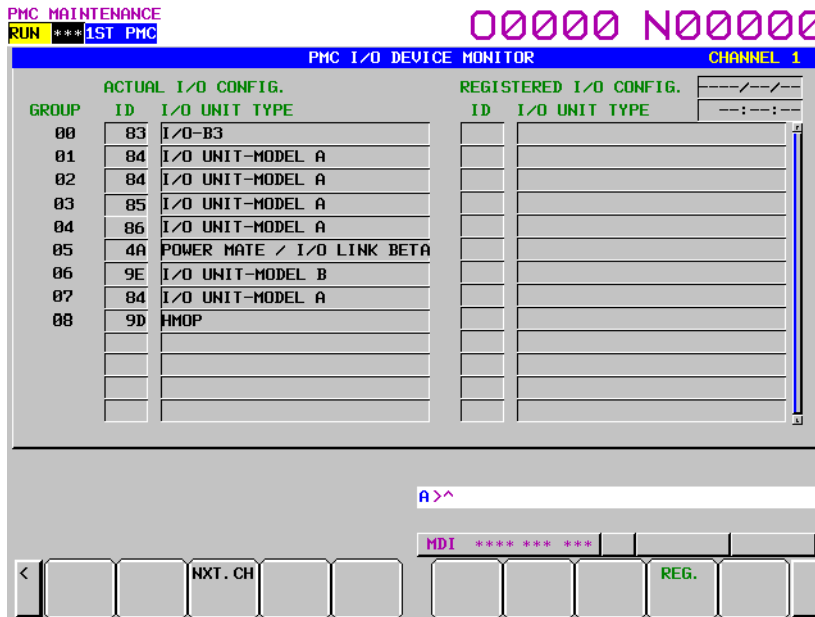 PMC MAINTENANCE
RUN ***1ST PMC O0000 N00000
PMC I/O DEVICE MONITOR CHANNEL 1
ACTUAL I/O CONFIG. REGISTERED I/O CONFIG. ----/--/--
GROUP ID I/O UNIT TYPE ID I/O UNIT TYPE --:--:--
00 83 I/O-B3
01 84 I/O UNIT-MODEL A
02 84 I/O UNIT-MODEL A
03 85 I/O UNIT-MODEL A
04 86 I/O UNIT-MODEL A
05 4A POWER MATE / I/O LINK BETA
06 9E I/O UNIT-MODEL B
07 84 I/O UNIT-MODEL A
08 9D HMOP
A>^
MDI **** *** ***
< NXT.CH REG.